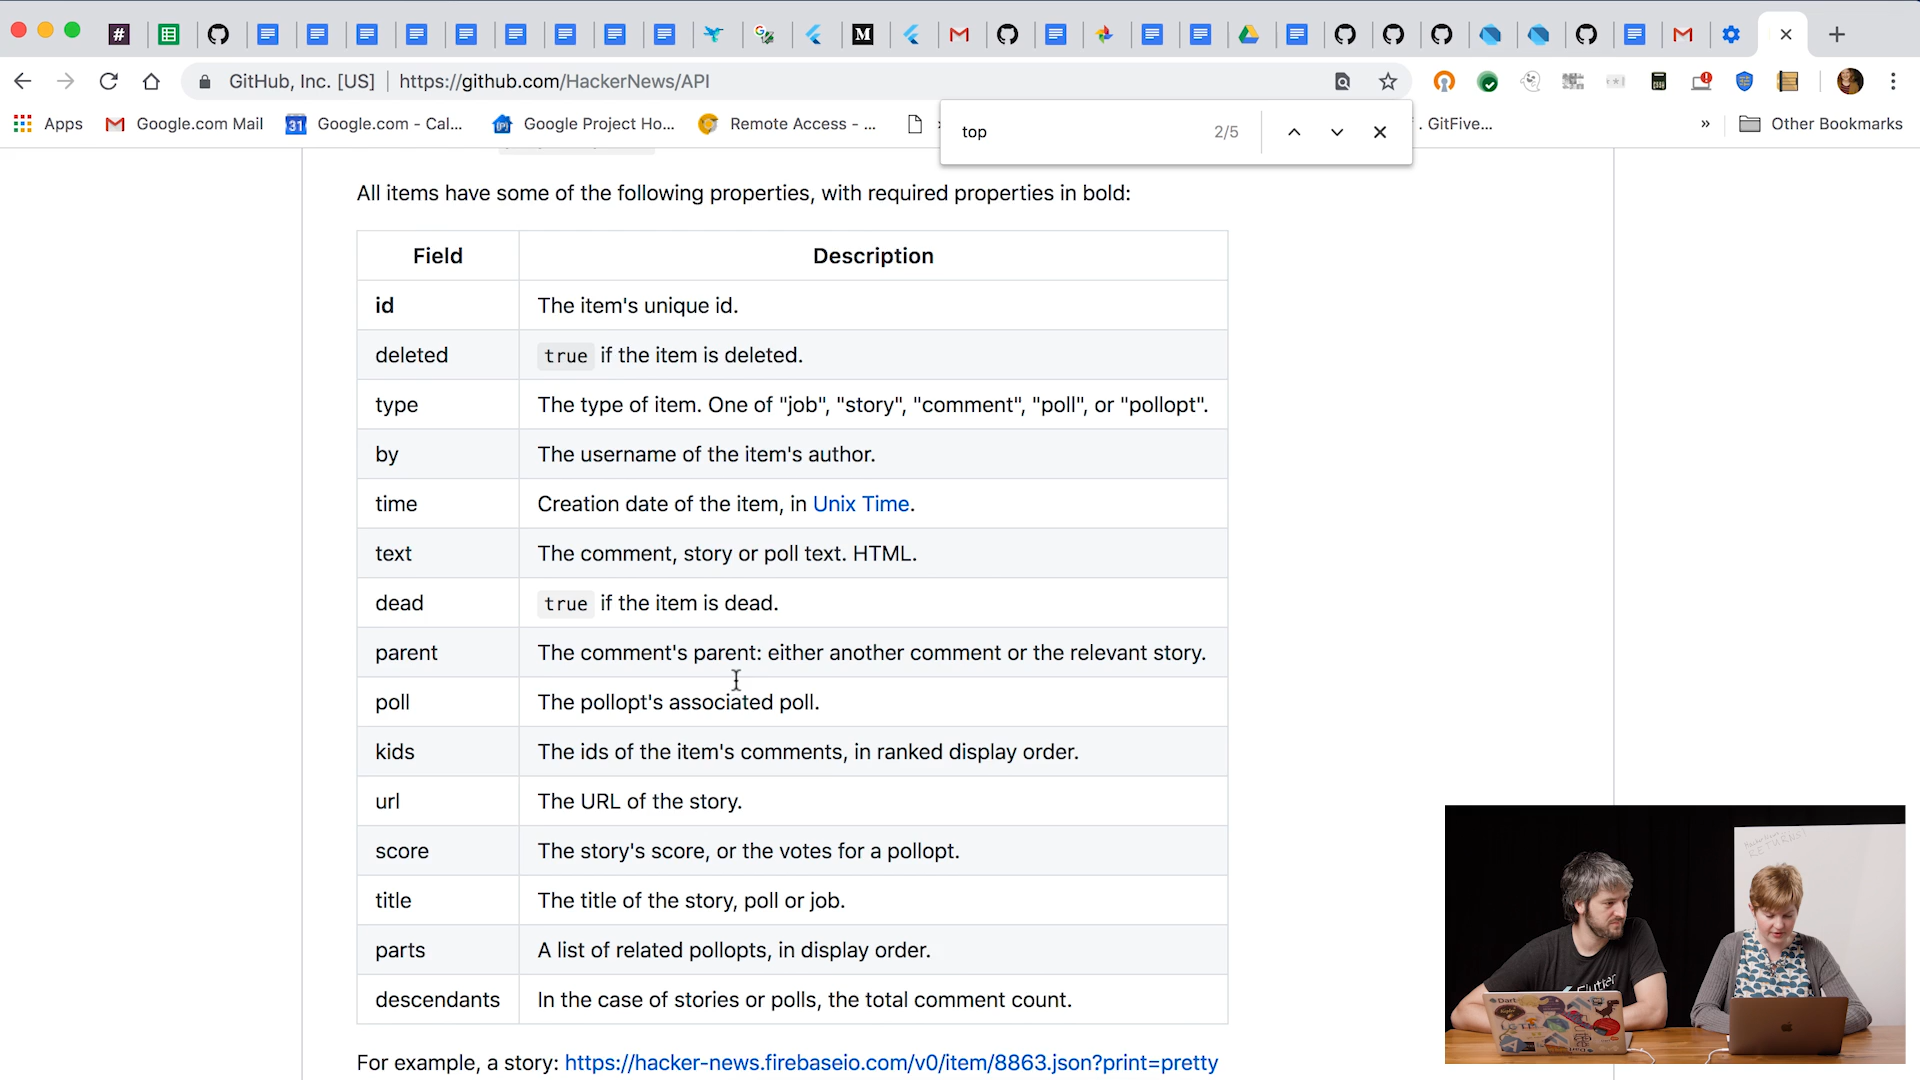 GitHub, Inc. [US] | https://github.com/HackerNews/API
Apps
Google.com Mail
31
Google.com - Cal...
Google Project Ho...
Remote Access - ...
. GitFive...
»
Other Bookmarks
top
2/5
All items have some of the following properties, with required properties in bold:
Field Description
id The item's unique id.
deleted true if the item is deleted.
type The type of item. One of "job", "story", "comment", "poll", or "pollopt".
by The username of the item's author.
time Creation date of the item, in Unix Time.
text The comment, story or poll text. HTML.
dead true if the item is dead.
parent The comment's parent: either another comment or the relevant story.
poll The pollopt's associated poll.
kids The ids of the item's comments, in ranked display order.
url The URL of the story.
score The story's score, or the votes for a pollopt.
title The title of the story, poll or job.
parts A list of related pollopts, in display order.
descendants In the case of stories or polls, the total comment count.
For example, a story: https://hacker-news.firebaseio.com/v0/item/8863.json?print=pretty
RETURNS
Flutter
Dart